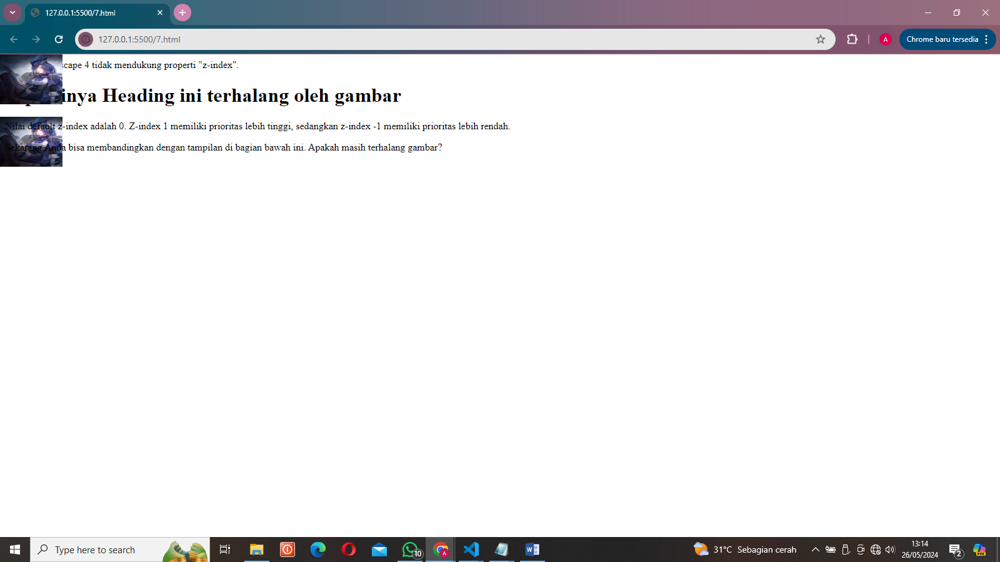 127.0.0.1:5500/7.html
127.0.0.1:5500/7.html
A
Chrome baru tersedia
scape 4 tidak mendukung properti "z-index".
inya Heading ini terhalang oleh gambar
Nilai default z-index adalah 0. Z-index 1 memiliki prioritas lebih tinggi, sedangkan z-index -1 memiliki prioritas lebih rendah.
Sekarang Anda bisa membandingkan dengan tampilan di bagian bawah ini. Apakah masih terhalang gambar?
Type here to search
10
A
31°C Sebagian cerah
13:14
26/05/2024
2
PRE